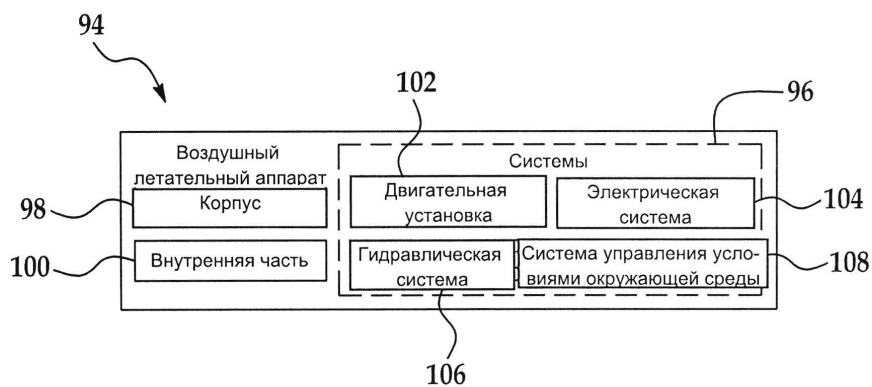 94
102
96
Воздушный
летательный аппарат
Системы
98
Корпус
Двигательная
установка
Электрическая
система
104
100
Внутренняя часть
Гидравлическая
система
Система управления усло-
виями окружающей среды
108
106